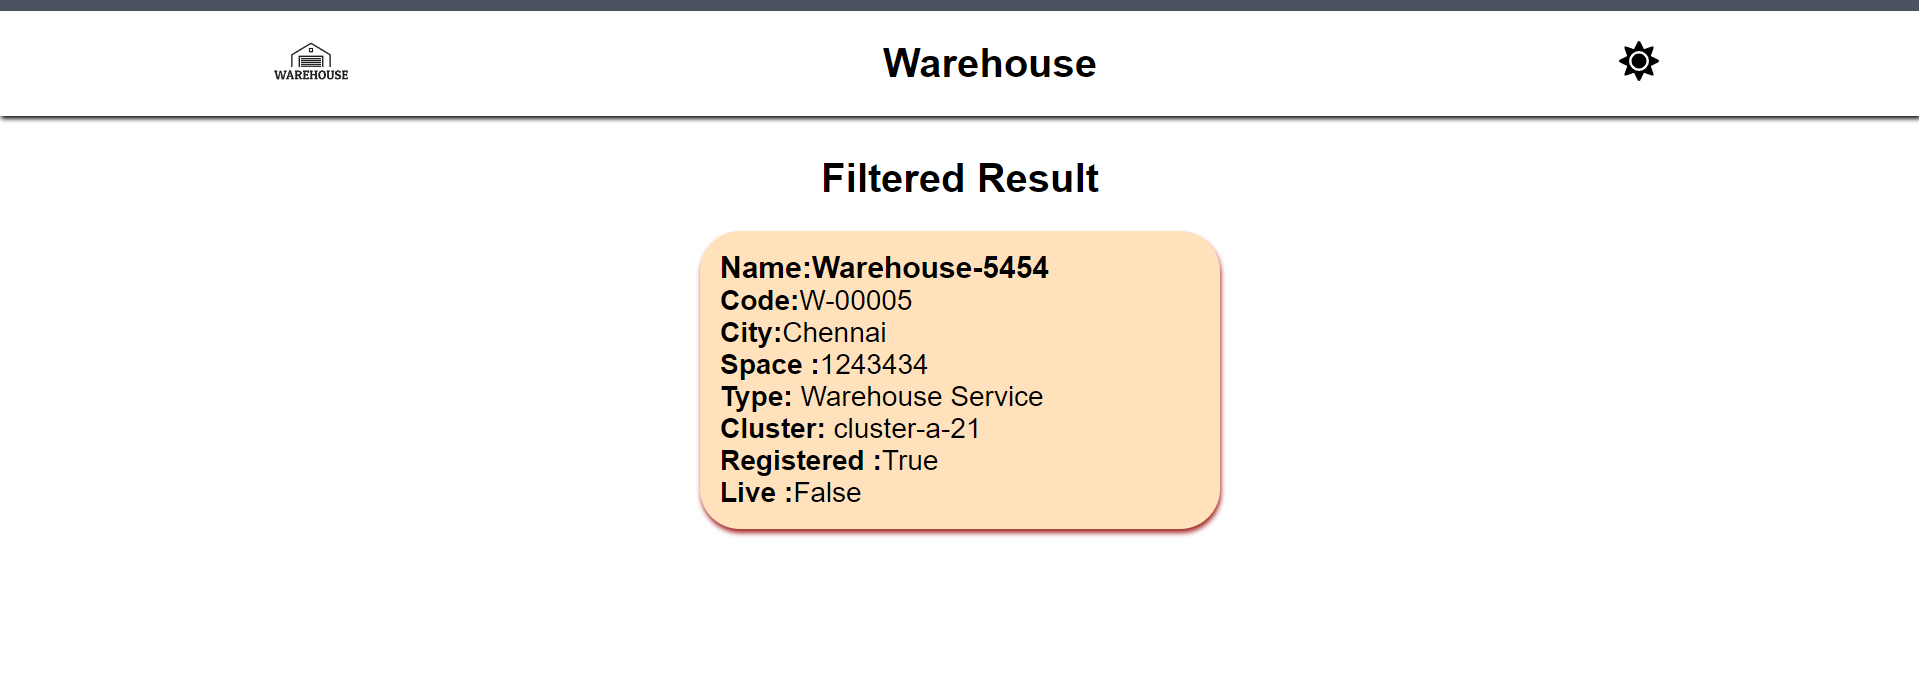 WAREHOUSE
Warehouse
Filtered Result
Name:Warehouse-5454
Code:W-00005
City:Chennai
Space :1243434
Type: Warehouse Service
Cluster: cluster-a-21
Registered :True
Live :False